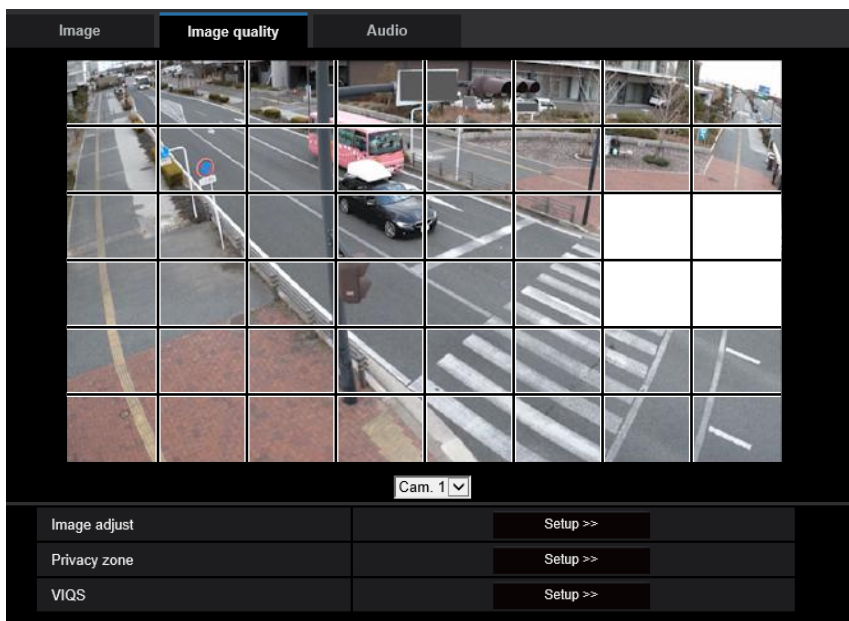 Image Image quality Audio
Cam. 1
Image adjust Setup >>
Privacy zone Setup >>
VIQS Setup >>